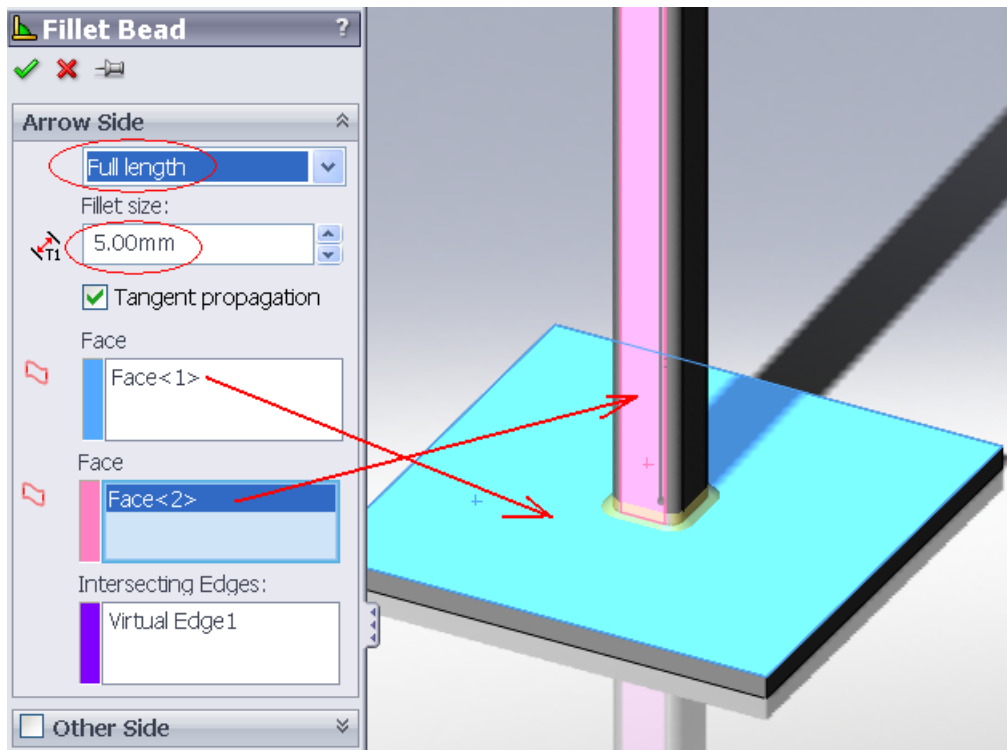 Fillet Bead ?
Arrow Side
Full length
Fillet size:
T1
5.00mm
Tangent propagation
Face
Face<1>
Face
Face<2>
Intersecting Edges:
Virtual Edge1
Other Side